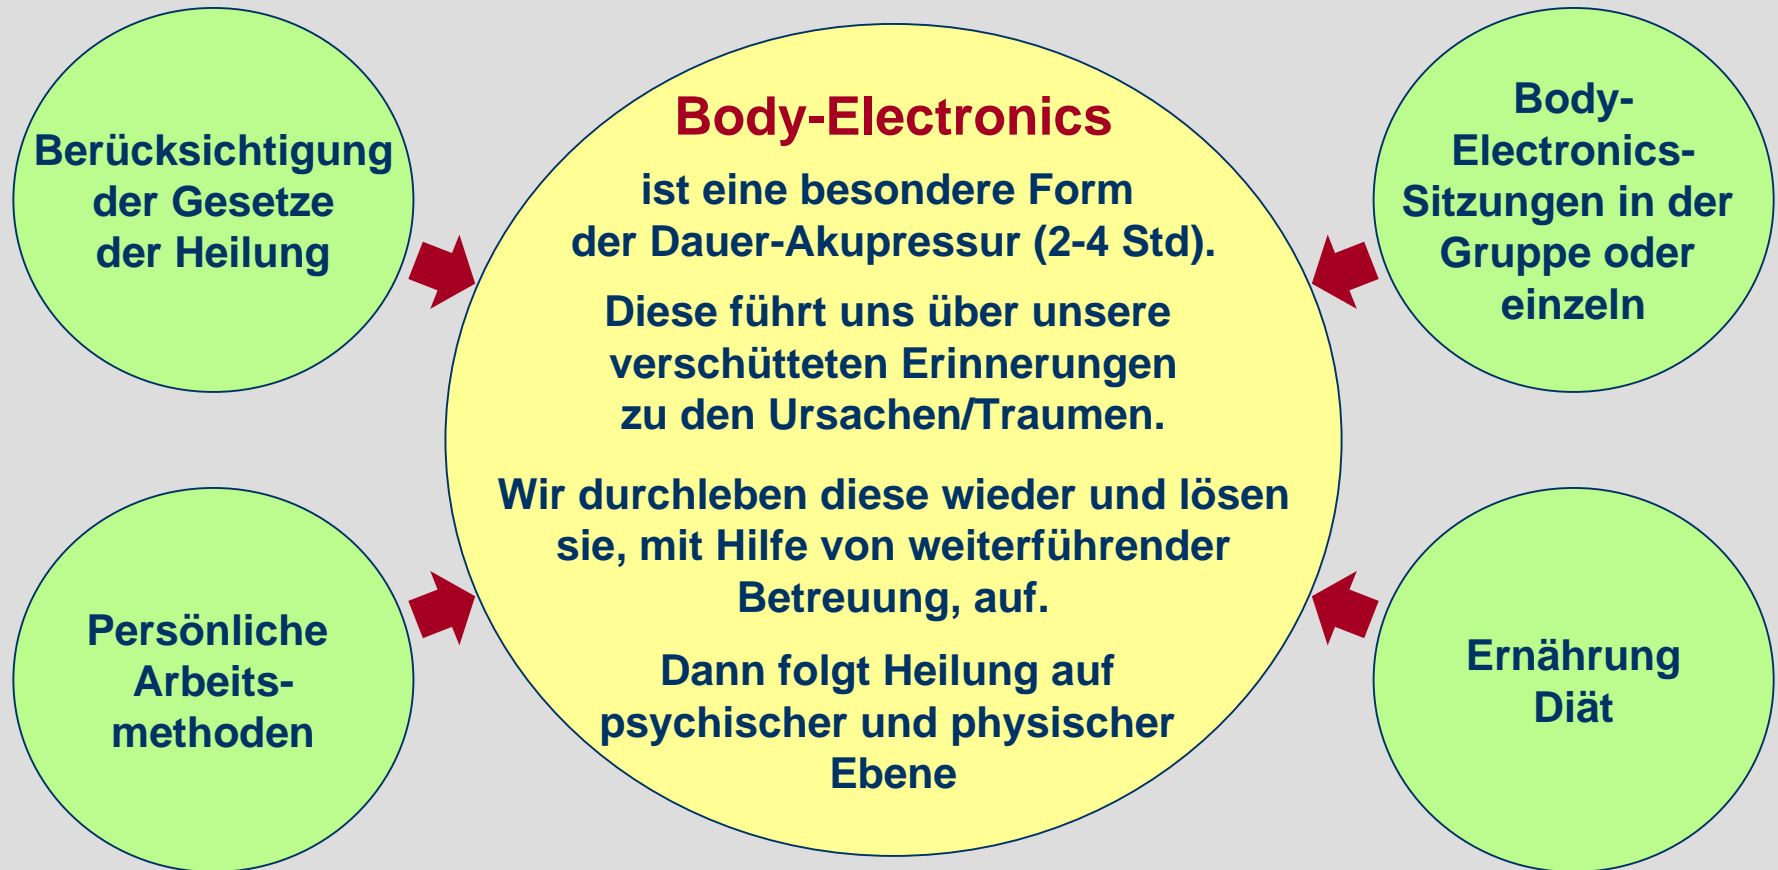 Berücksichtigung
der Gesetze
der Heilung
Persönliche
Arbeits-
methoden
Body-Electronics
ist eine besondere Form
der Dauer-Akupressur (2-4 Std).
Diese führt uns über unsere
verschütteten Erinnerungen
zu den Ursachen/Traumen.
Wir durchleben diese wieder und lösen
sie, mit Hilfe von weiterführender
Betreuung, auf.
Dann folgt Heilung auf
psychischer und physischer
Ebene
Body-
Electronics-
Sitzungen in der
Gruppe oder
einzeln
Ernährung
Diät